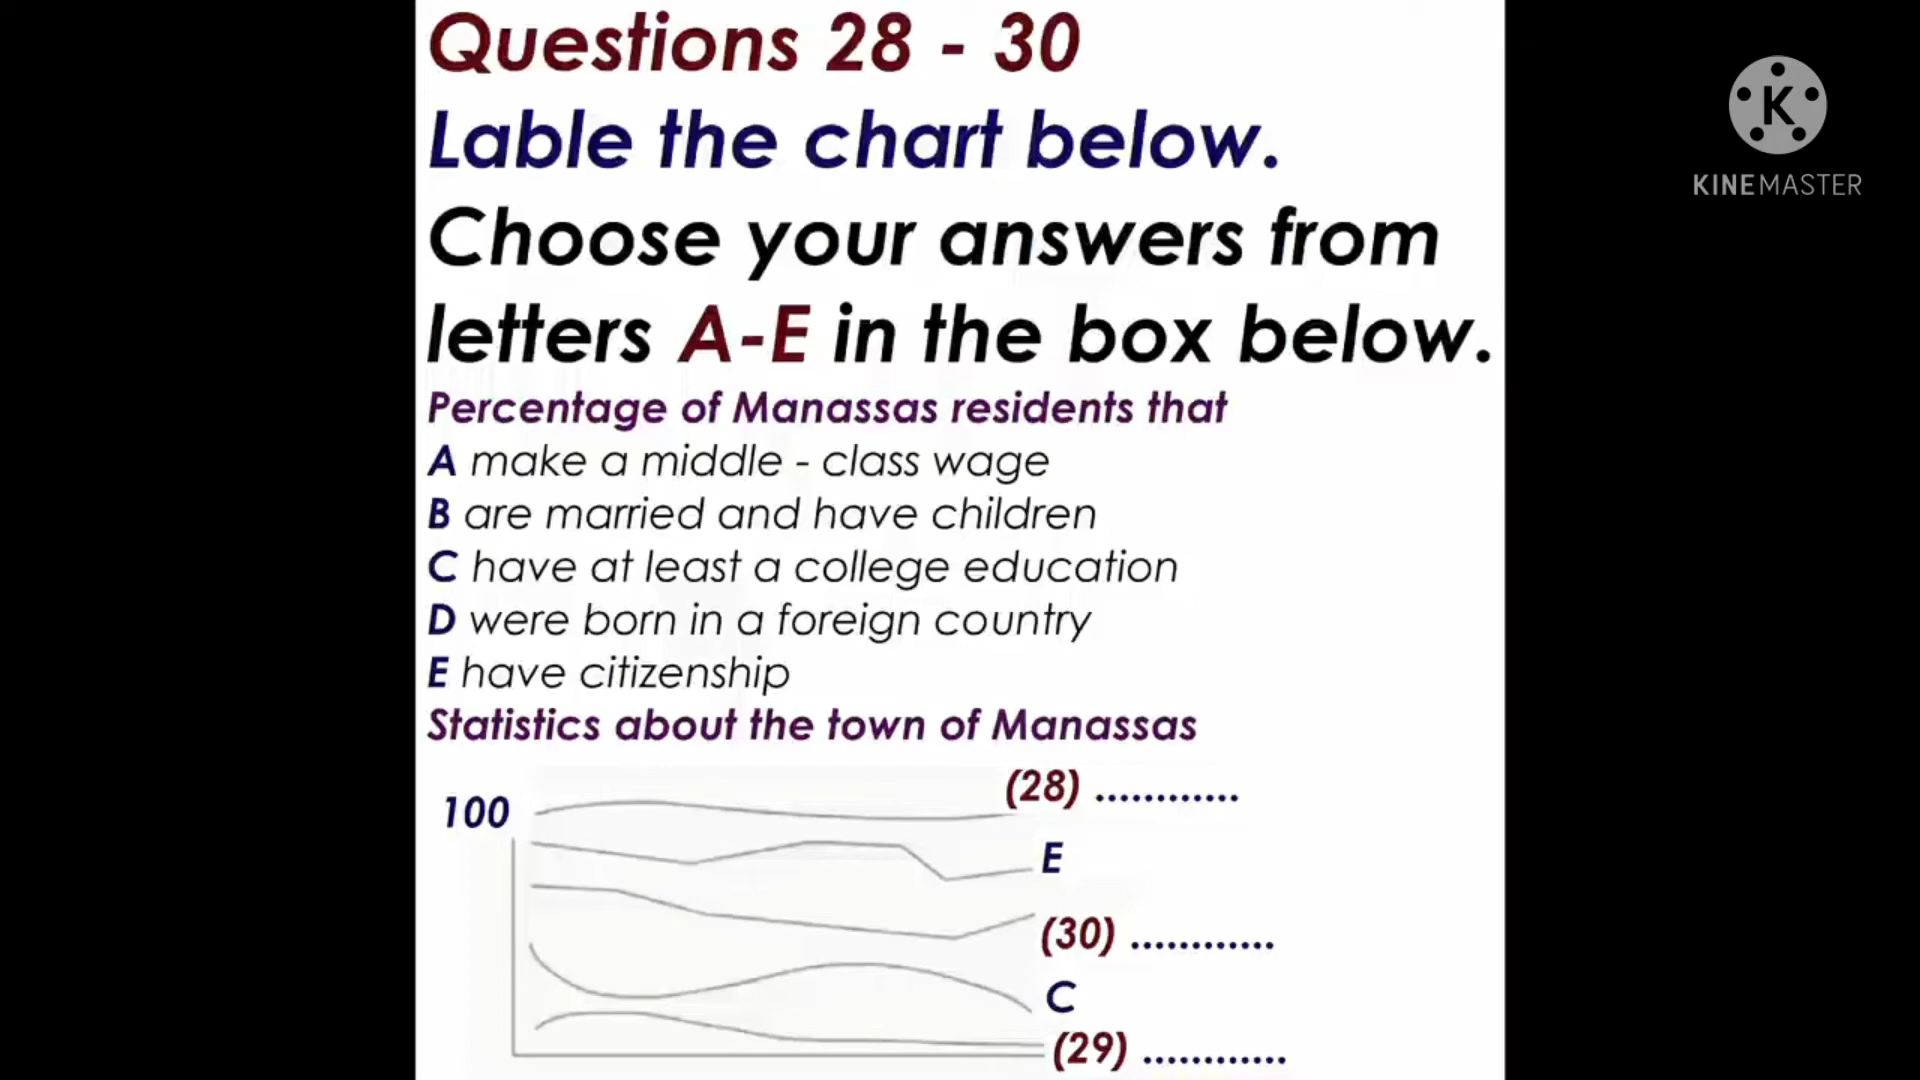 Questions 28 - 30
Lable the chart below.
Choose your answers from
letters A-E in the box below.
Percentage of Manassas residents that
A make a middle - class wage
B are married and have children
C have at least a college education
D were born in a foreign country
E have citizenship
Statistics about the town of Manassas
100
(28) ............
E
(30) ............
C
(29) ............
K
KINEMASTER